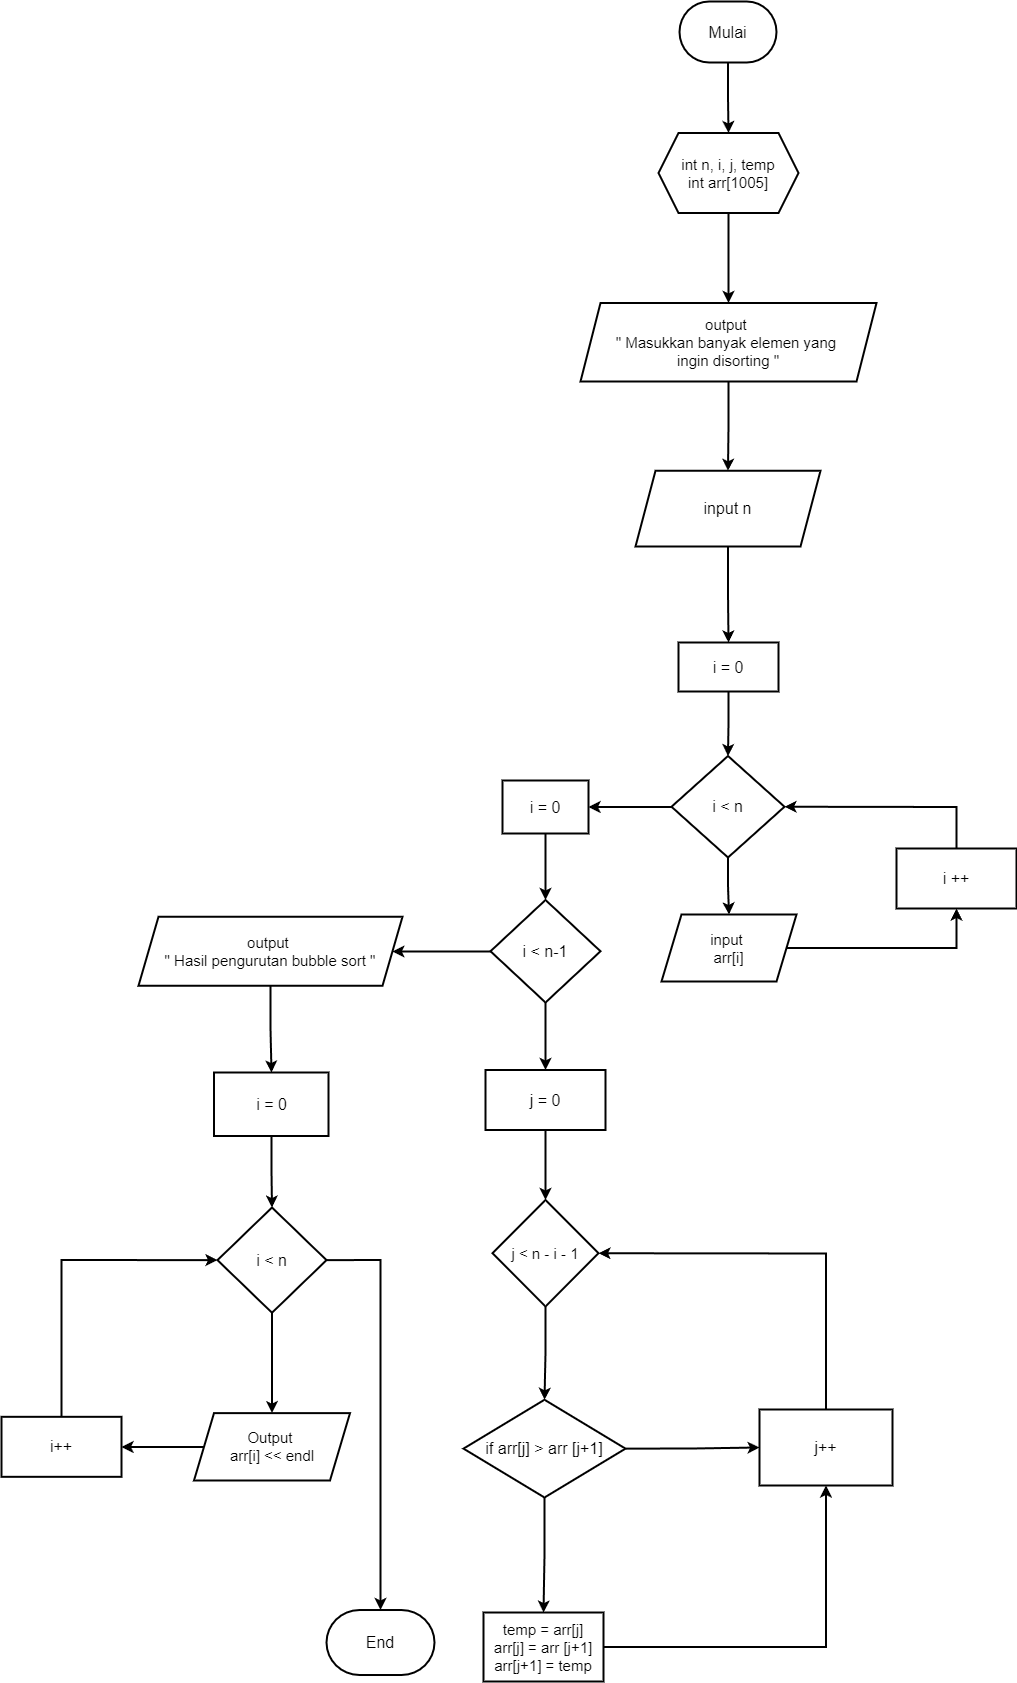 Mulai
int n, i, j, temp
int arr[1005]
output
" Masukkan banyak elemen yang
ingin disorting "
input n
i = 0
i < n
i = 0
i ++
input
arr[i]
i < n-1
output
" Hasil pengurutan bubble sort "
i = 0
j = 0
i < n
j < n - i - 1
Output
arr[i] << endl
i++
if arr[j] > arr [j+1]
j++
temp = arr[j]
arr[j] = arr [j+1]
arr[j+1] = temp
End